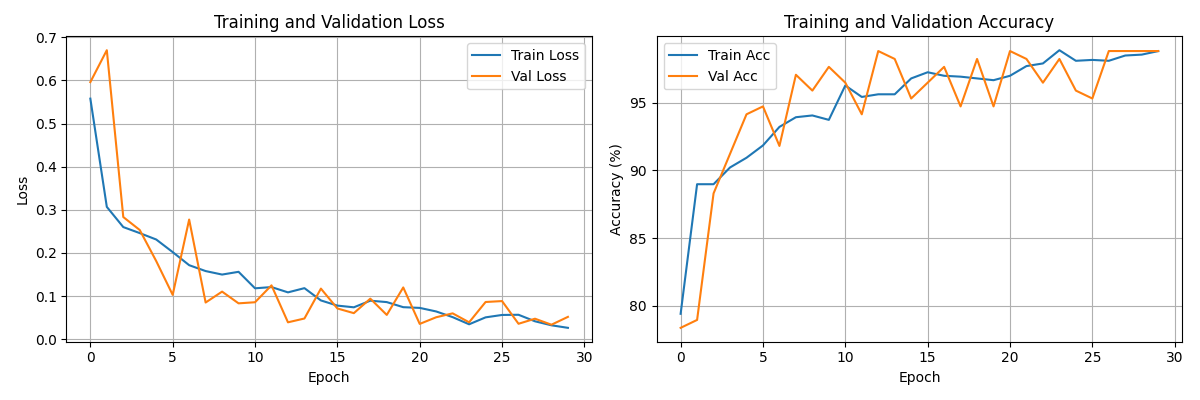 Training and Validation Loss
Train Loss
Val Loss
Loss
0.7
0.6
0.5
0.4
0.3
0.2
0.1
0.0
0 5 10 15 20 25 30
Epoch
Training and Validation Accuracy
Train Acc
Val Acc
Accuracy (%)
95
90
85
80
0 5 10 15 20 25 30
Epoch